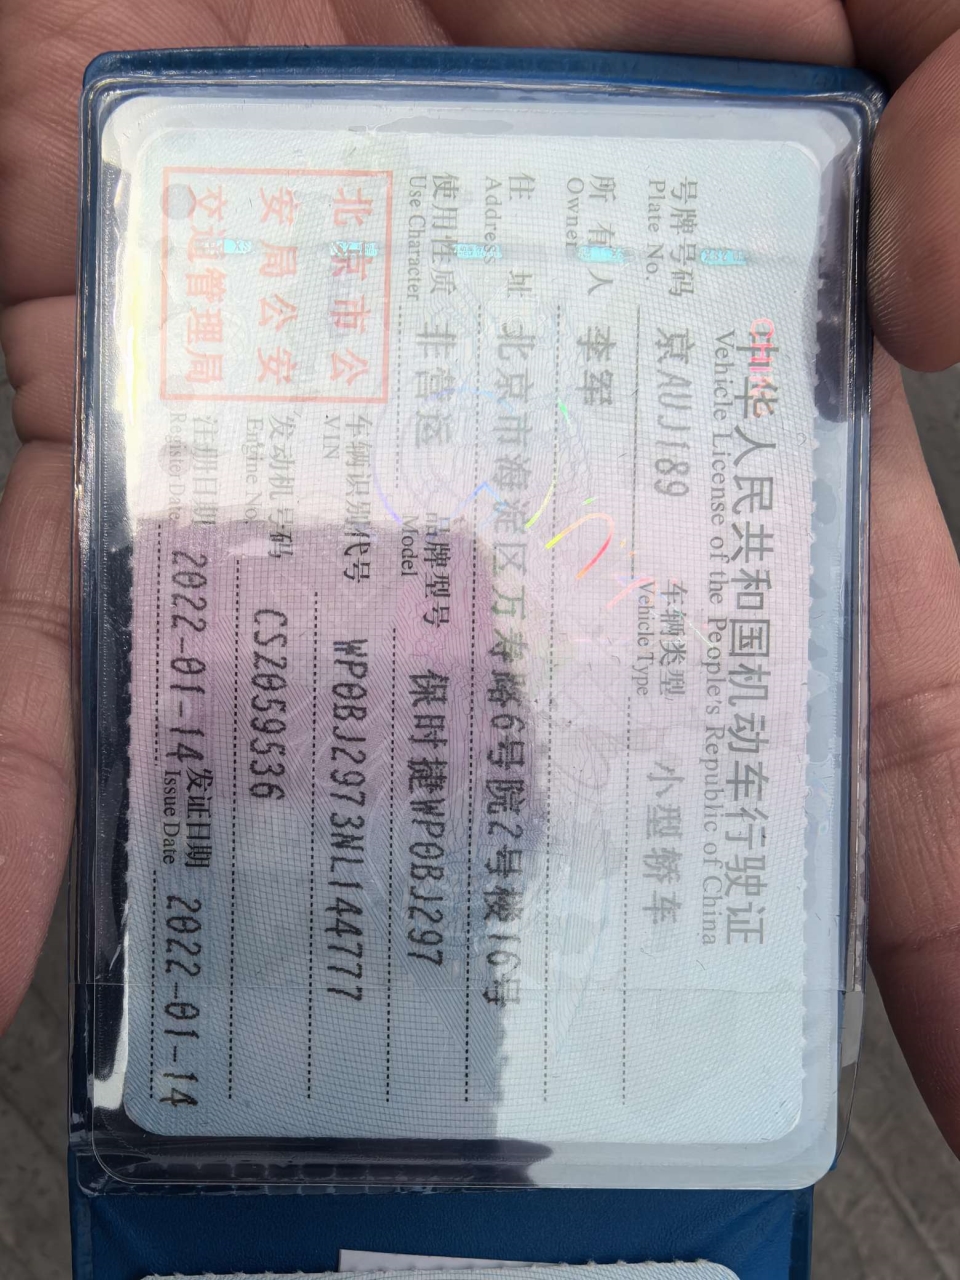 中华人民共和国机动车行驶证
Vehicle License of the People's Republic of China
号牌号码 京AUJ189 车辆类型 小型轿车
Plate No. Vehicle Type
所有人 李军
Owner
住址 北京市海淀区万寿路6号院2号楼16号
Address
使用性质 非营运 品牌型号 保时捷WP0BJ297
Use Character Model
北京市公
安局公安
交通管理局
车辆识别代号 WP0BJ2973NL144777
VIN
发动机号码 CSZ059536
Engine No.
注册日期 2022-01-14 发证日期 2022-01-14
Register Date Issue Date